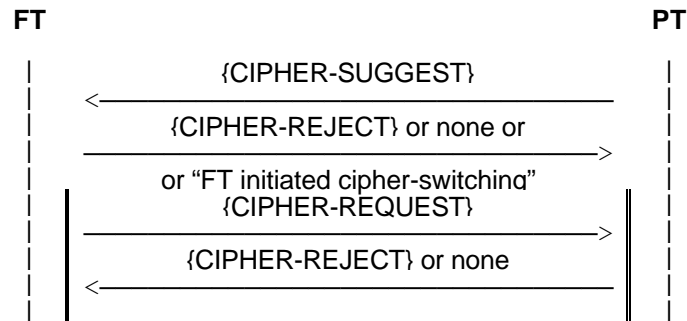 FT PT
{CIPHER-SUGGEST}
{CIPHER-REJECT} or none or
or “FT initiated cipher-switching”
{CIPHER-REQUEST}
{CIPHER-REJECT} or none